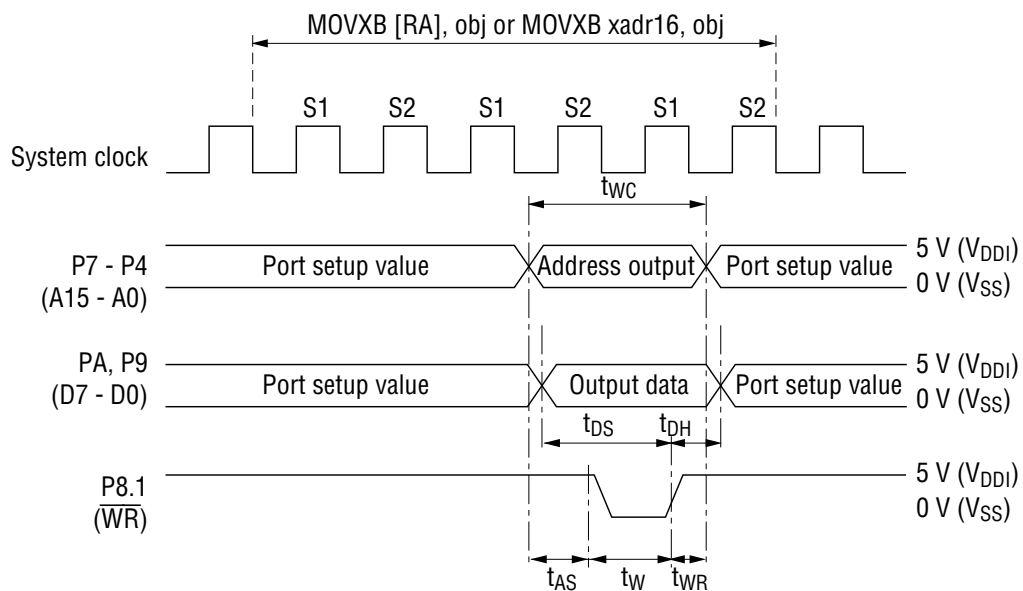 MOVXB [RA], obj or MOVXB xadr16, obj
S1 S2 S1 S2 S1 S2
System clock
tWC
P7 - P4
(A15 - A0)
Port setup value
Address output
Port setup value
5 V (VDDI)
0 V (VSS)
PA, P9
(D7 - D0)
Port setup value
Output data
Port setup value
5 V (VDDI)
0 V (VSS)
tDS
tDH
P8.1
(WR)
5 V (VDDI)
0 V (VSS)
tAS
tW
tWR